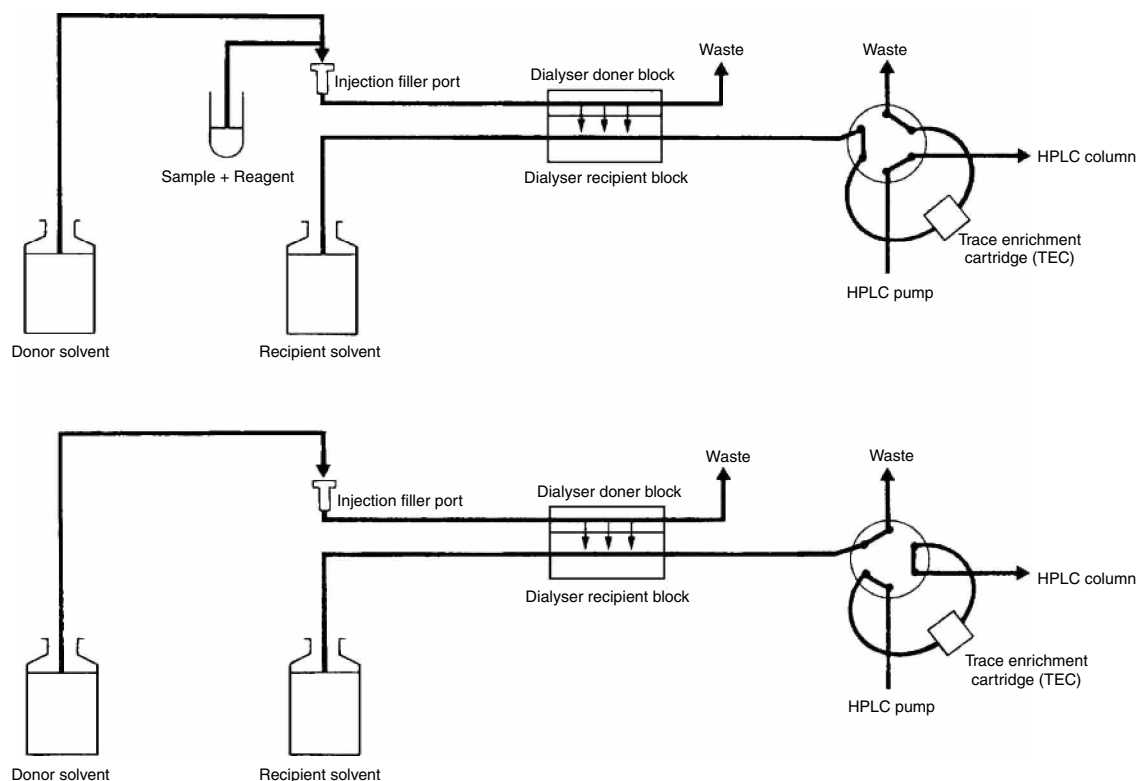 Waste
Waste
Dialyser doner block
Injection filler port
HPLC column
Sample + Reagent
Dialyser recipient block
Trace enrichment
cartridge (TEC)
HPLC pump
Donor solvent
Recipient solvent
Waste
Waste
Dialyser doner block
Injection filler port
HPLC column
Dialyser recipient block
Trace enrichment
cartridge (TEC)
HPLC pump
Donor solvent
Recipient solvent